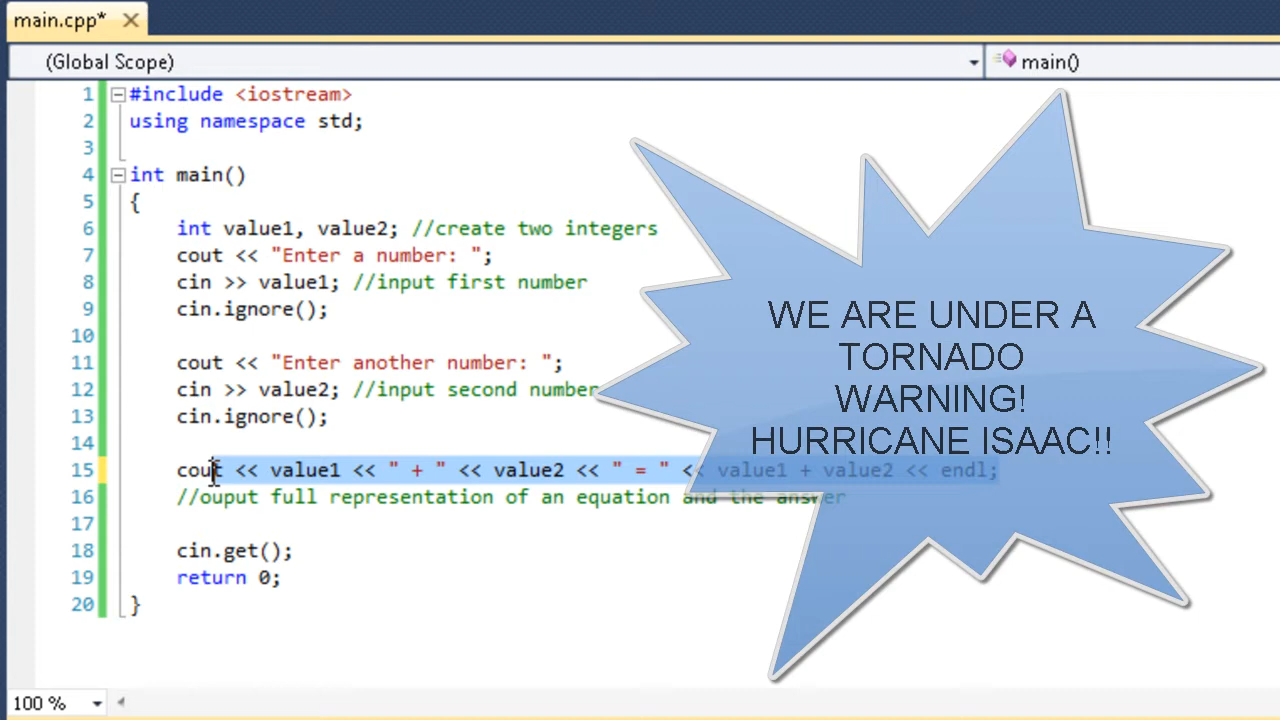 main.cpp*
(Global Scope)
main()
1 #include <iostream>
2 using namespace std;
3
4 int main()
5 {
6 int value1, value2; //create two integers
7 cout << "Enter a number: ";
8 cin >> value1; //input first number
9 cin.ignore();
10
11 cout << "Enter another number: ";
12 cin >> value2; //input second number
13 cin.ignore();
14
15 cout << value1 << " + " << value2 << " = " << value1 + value2 << endl;
16 //ouput full representation of an equation and the answer
17
18 cin.get();
19 return 0;
20 }
WE ARE UNDER A
TORNADO
WARNING!
HURRICANE ISAAC!!
100 %